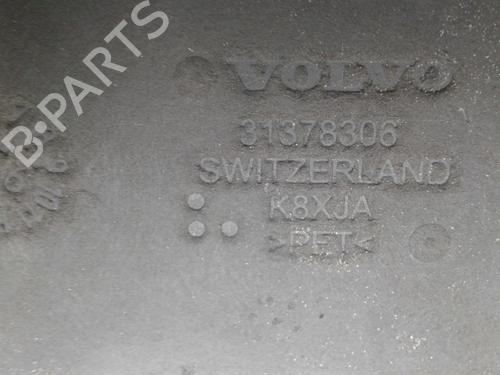 B-PARTS
VOLVO
31378306
SWITZERLAND
K8XJA
>PET<